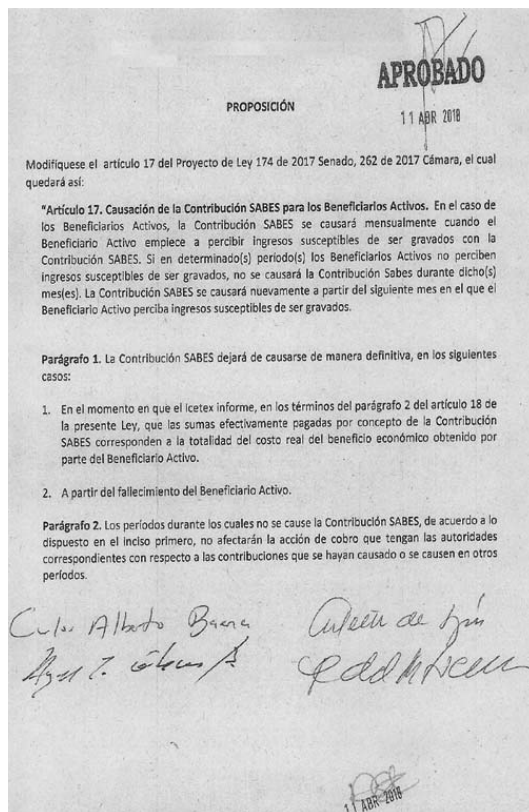 APROBADO
11 ABR 2018
PROPOSICIÓN
Modifíquese el artículo 17 del Proyecto de Ley 174 de 2017 Senado, 262 de 2017 Cámara, el cual
quedará así:
"Artículo 17. Causación de la Contribución SABES para los Beneficiarios Activos. En el caso de
los Beneficiarios Activos, la Contribución SABES se causará mensualmente cuando el
Beneficiario Activo empiece a percibir ingresos susceptibles de ser gravados con la
Contribución SABES. Si en determinado(s) período(s) los Beneficiarios Activos no perciben
ingresos susceptibles de ser gravados, no se causará la Contribución Sabes durante dicho(s)
mes(es). La Contribución SABES se causará nuevamente a partir del siguiente mes en el que el
Beneficiario Activo perciba ingresos susceptibles de ser gravados.
Parágrafo 1. La Contribución SABES dejará de causarse de manera definitiva, en los siguientes
casos:
1. En el momento en que el Icetex informe, en los términos del parágrafo 2 del artículo 18 de
la presente Ley, que las sumas efectivamente pagadas por concepto de la Contribución
SABES corresponden a la totalidad del costo real del beneficio económico obtenido por
parte del Beneficiario Activo.
2. A partir del fallecimiento del Beneficiario Activo.
Parágrafo 2. Los períodos durante los cuales no se cause la Contribución SABES, de acuerdo a lo
dispuesto en el inciso primero, no afectarán la acción de cobro que tengan las autoridades
correspondientes con respecto a las contribuciones que se hayan causado o se causen en otros
períodos.
Carlos Alberto Baena
11 ABR 2018